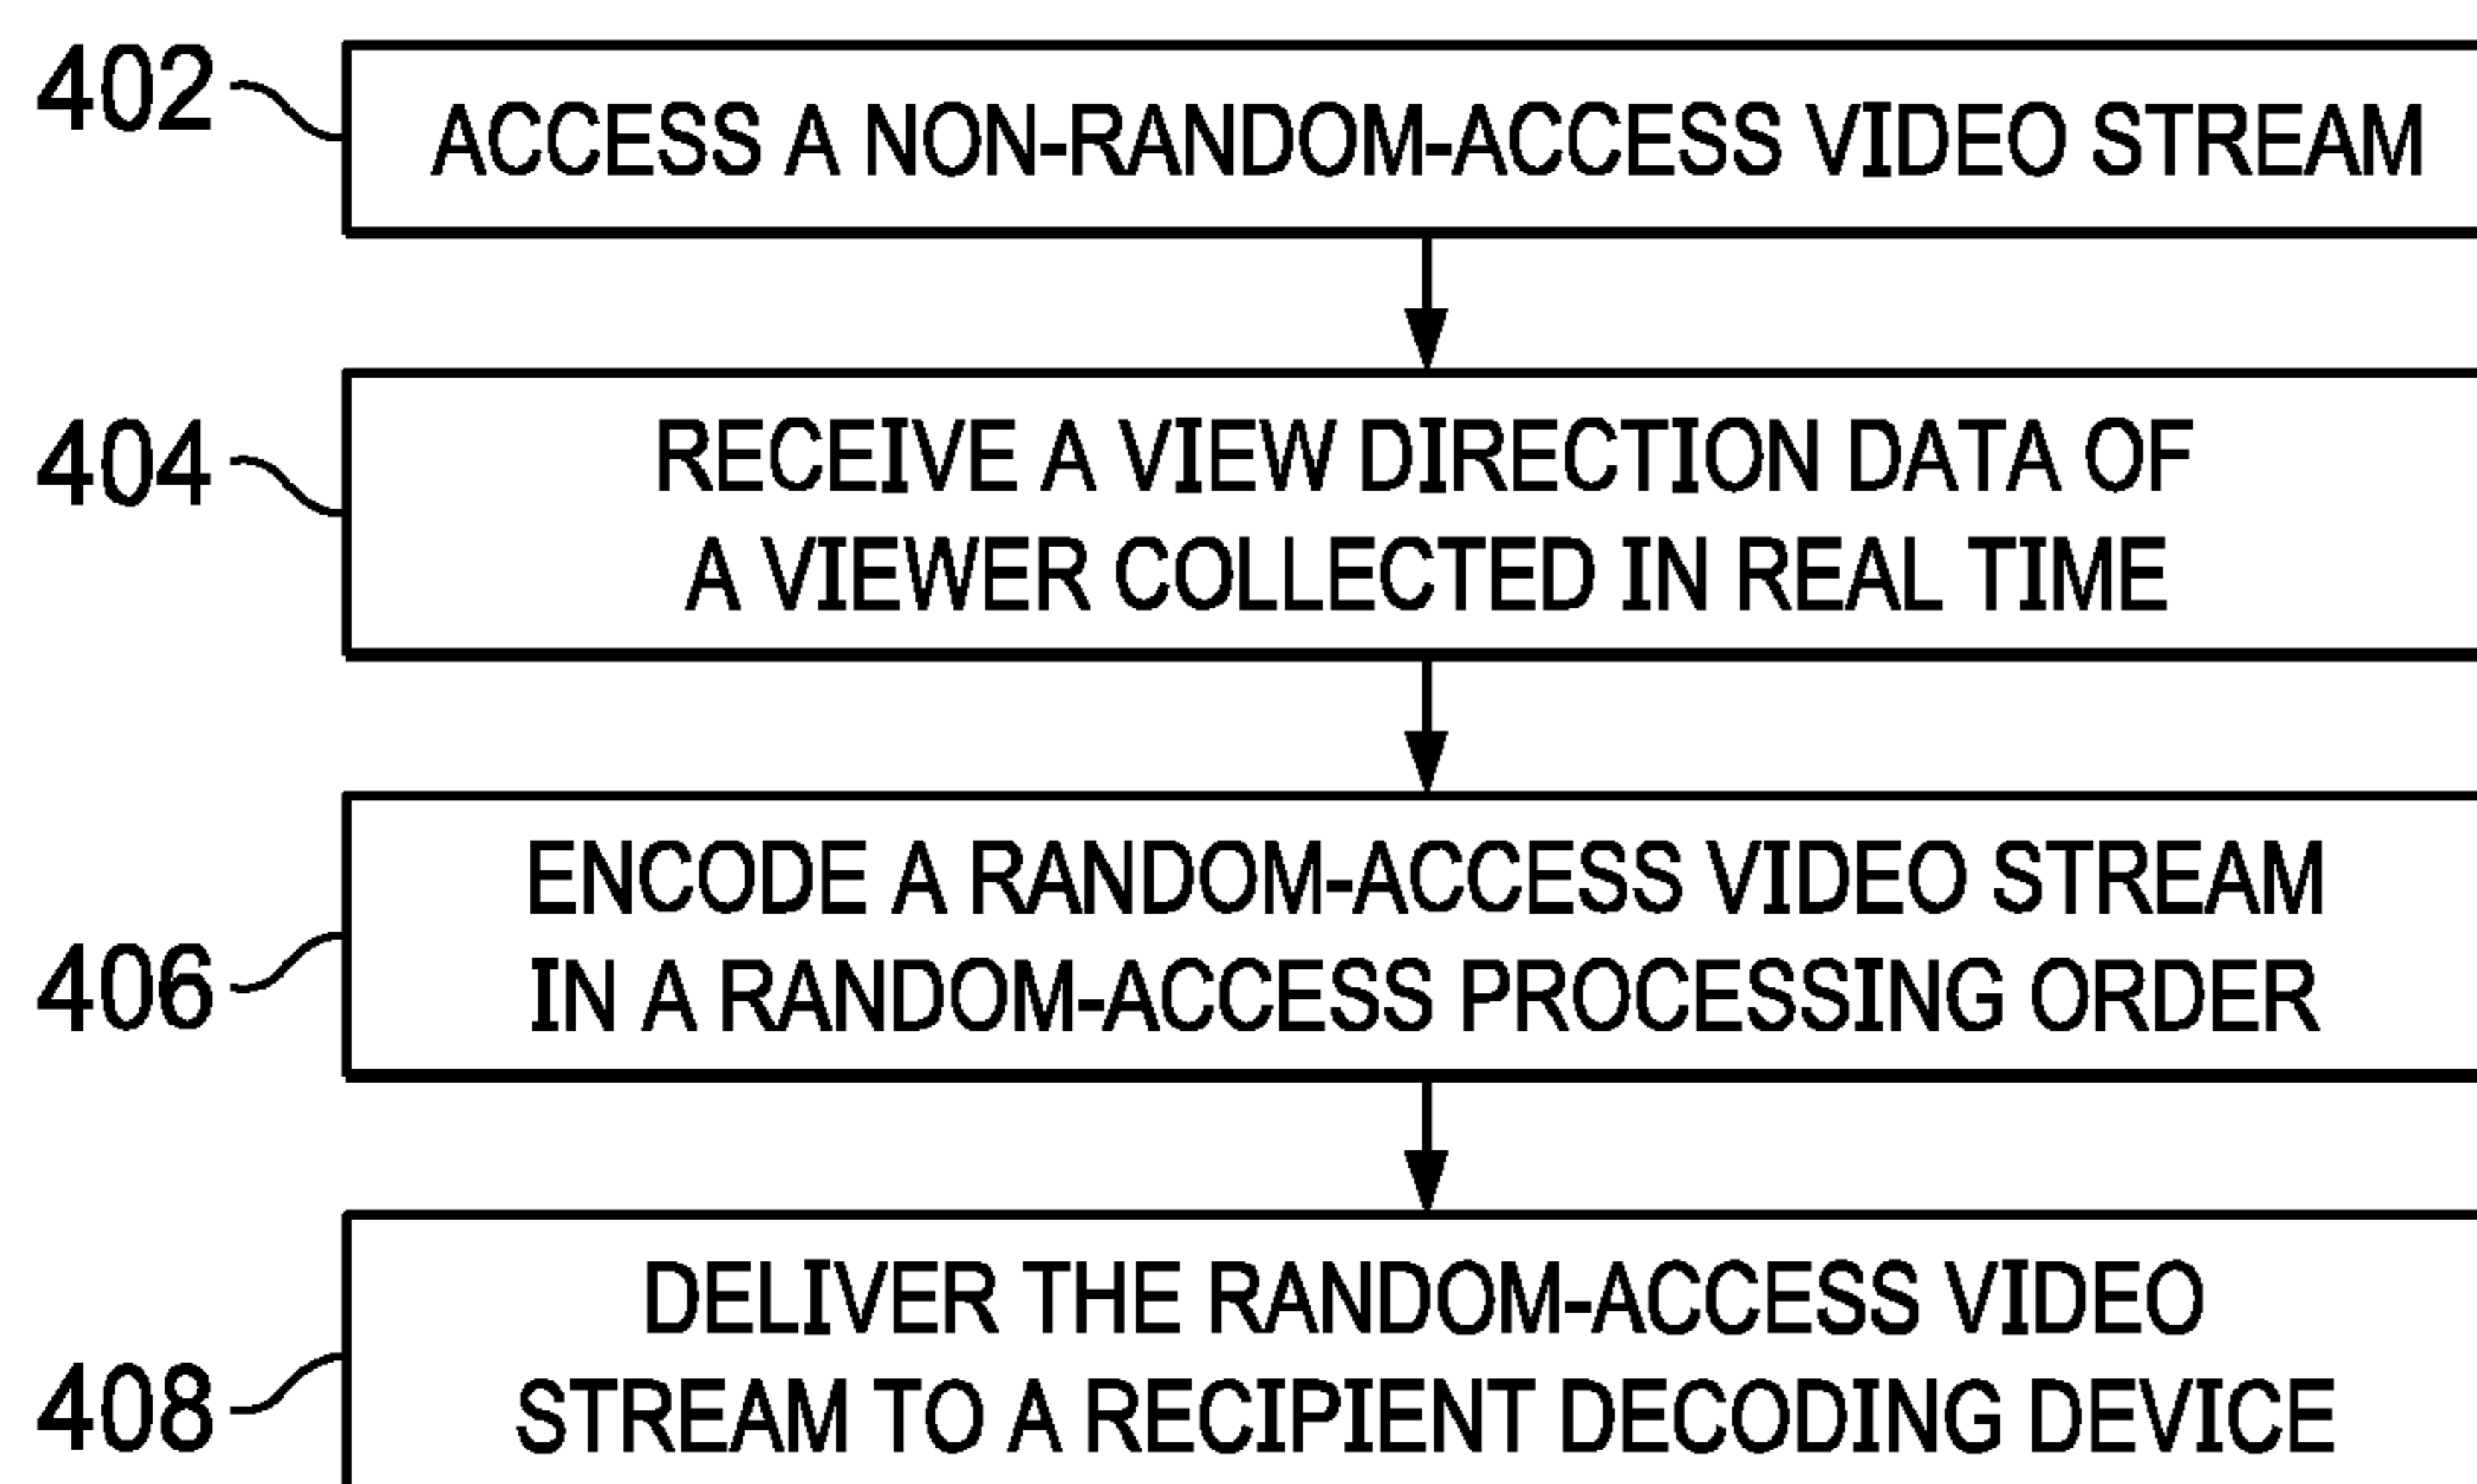 402
ACCESS A NON-RANDOM-ACCESS VIDEO STREAM
404
RECEIVE A VIEW DIRECTION DATA OF
A VIEWER COLLECTED IN REAL TIME
406
ENCODE A RANDOM-ACCESS VIDEO STREAM
IN A RANDOM-ACCESS PROCESSING ORDER
408
DELIVER THE RANDOM-ACCESS VIDEO
STREAM TO A RECIPIENT DECODING DEVICE